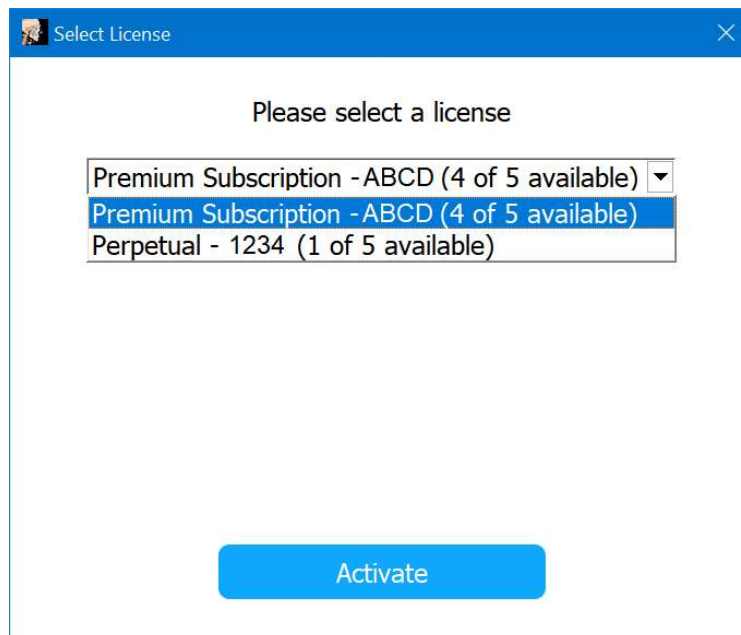 Select License
Please select a license
Premium Subscription - ABCD (4 of 5 available)
Premium Subscription - ABCD (4 of 5 available)
Perpetual - 1234 (1 of 5 available)
Activate